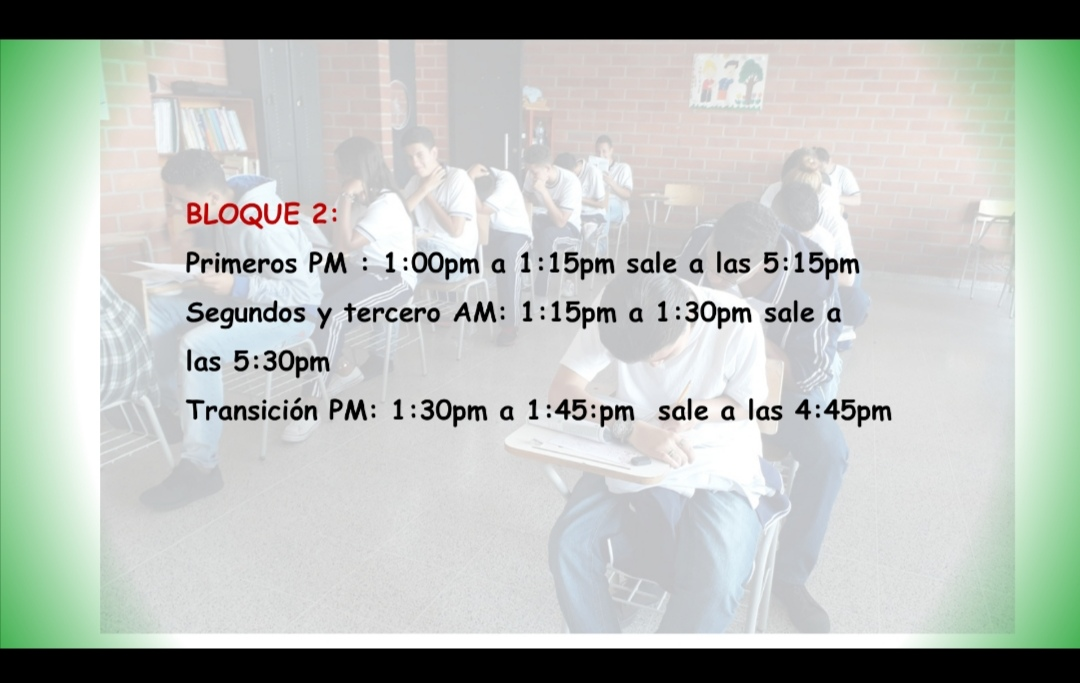 BLOQUE 2:
Primeros PM : 1:00pm a 1:15pm sale a las 5:15pm
Segundos y tercero AM: 1:15pm a 1:30pm sale a
las 5:30pm
Transición PM: 1:30pm a 1:45:pm  sale a las 4:45pm